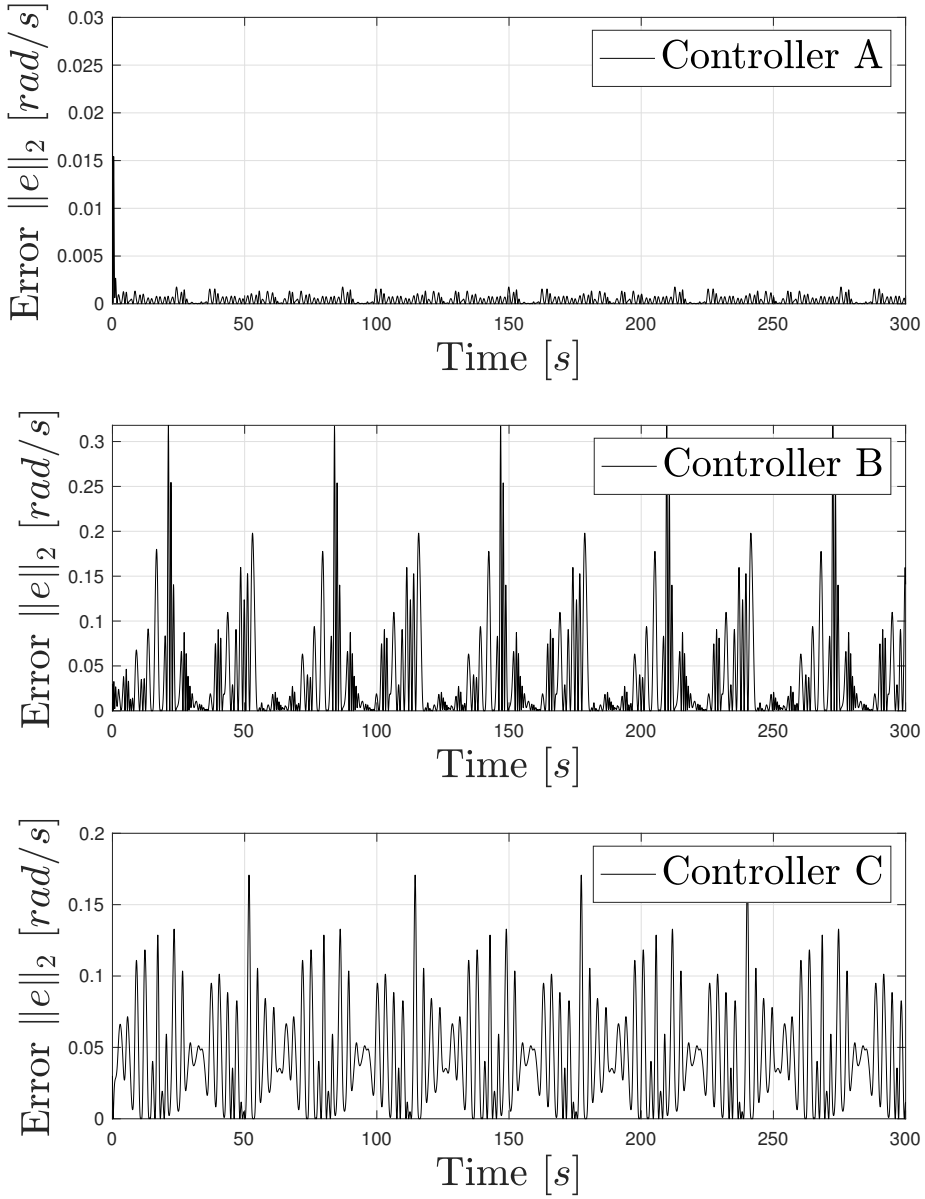 0.03
0.025
0.02
0.015
0.01
0.005
0
Error ||e||₂ [rad/s]
Controller A
0 50 100 150 200 250 300
Time [s]
0.3
0.25
0.2
0.15
0.1
0.05
0
Error ||e||₂ [rad/s]
Controller B
0 50 100 150 200 250 300
Time [s]
0.2
0.15
0.1
0.05
0
Error ||e||₂ [rad/s]
Controller C
0 50 100 150 200 250 300
Time [s]